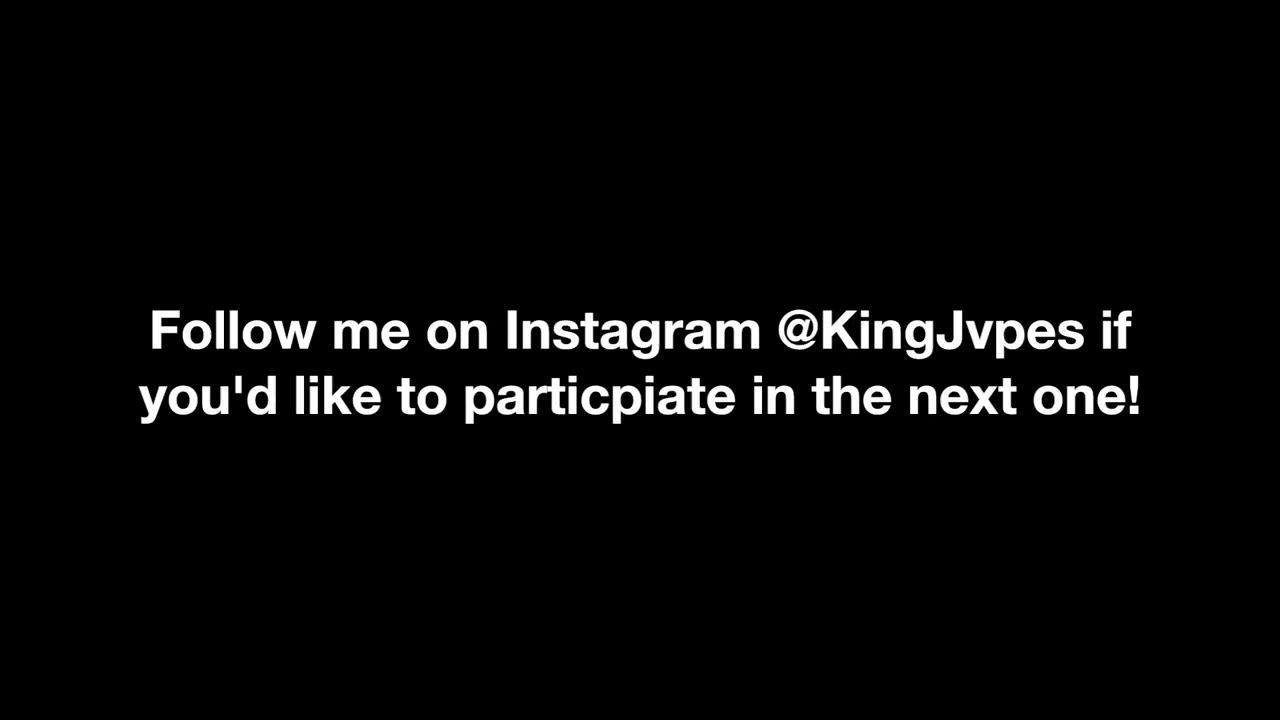 Follow me on Instagram @KingJvpes if
you'd like to particpiate in the next one!